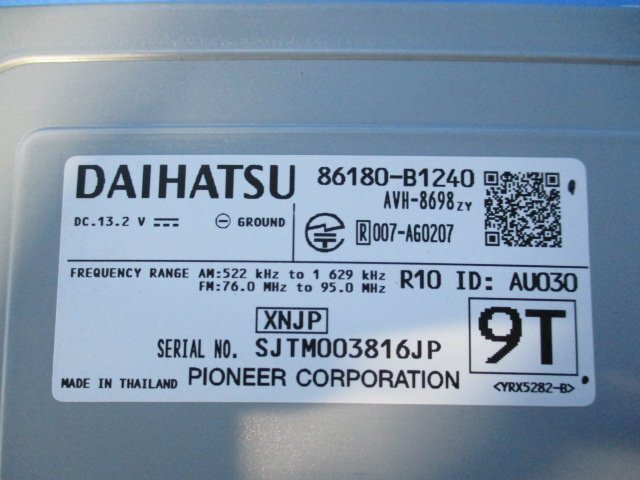 DAIHATSU 86180-B1240
AVH-8698ZY
DC.13.2 V GROUND R 007-AG0207
FREQUENCY RANGE AM:522 kHz to 1 629 kHz
FM:76.0 MHz to 95.0 MHz
R10 ID: AU030
XNJP
9T
SERIAL NO. SJTM003816JP
MADE IN THAILAND PIONEER CORPORATION <YRX5282-B>